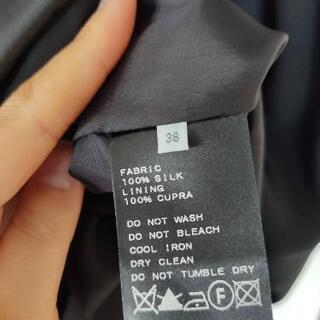 38
FABRIC
100% SILK
LINING
100% CUPRA
DO NOT WASH
DO NOT BLEACH
COOL IRON
DRY CLEAN
DO NOT TUMBLE DRY
F